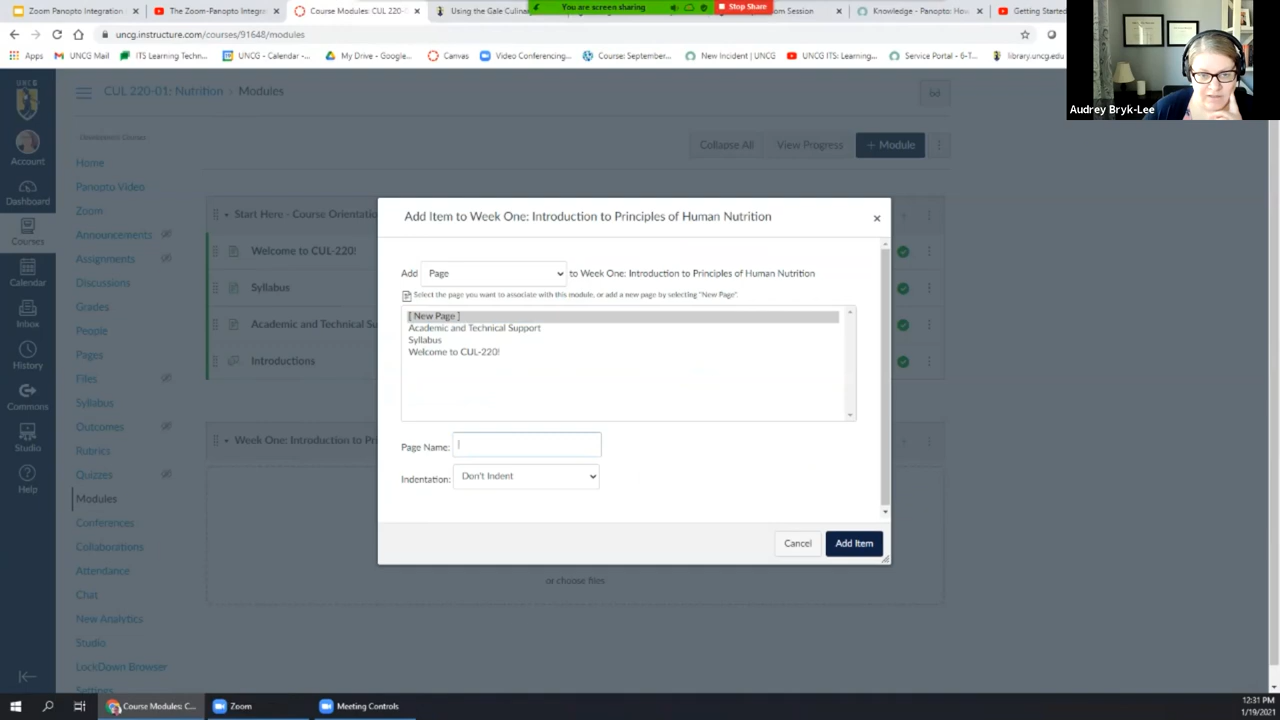 Zoom Panopto Integration
The Zoom-Panopto Integrat
Course Modules: CUL 220-
Using the Gale Culinar
You are screen sharing
Stop Share
m Session
Knowledge - Panopto: Ho
Getting Started
uncg.instructure.com/courses/91648/modules
Apps
UNCG Mail
ITS Learning Techn...
UNCG - Calendar -...
My Drive - Google...
Canvas
Video Conferencing...
Course: September...
New Incident | UNCG
UNCG ITS: Learning...
Service Portal - 6-T...
library.uncg.edu
Audrey Bryk-Lee
UNCG
Account
Dashboard
Courses
Calendar
Inbox
History
Commons
Studio
Help
CUL 220-01: Nutrition › Modules
Development Courses
Home
Panopto Video
Zoom
Announcements
Assignments
Discussions
Grades
People
Pages
Files
Syllabus
Outcomes
Rubrics
Quizzes
Modules
Conferences
Collaborations
Attendance
Chat
New Analytics
Studio
LockDown Browser
Settings
Collapse All
View Progress
+ Module
Start Here - Course Orientatio
Welcome to CUL-220!
Syllabus
Academic and Technical Su
Introductions
Week One: Introduction to Pri
or choose files
Add Item to Week One: Introduction to Principles of Human Nutrition
×
Add Page to Week One: Introduction to Principles of Human Nutrition
Select the page you want to associate with this module, or add a new page by selecting "New Page".
[ New Page ]
Academic and Technical Support
Syllabus
Welcome to CUL-220!
Page Name:
Indentation: Don't Indent
Cancel
Add Item
Course Modules: C...
Zoom
Meeting Controls
12:31 PM
1/19/2021